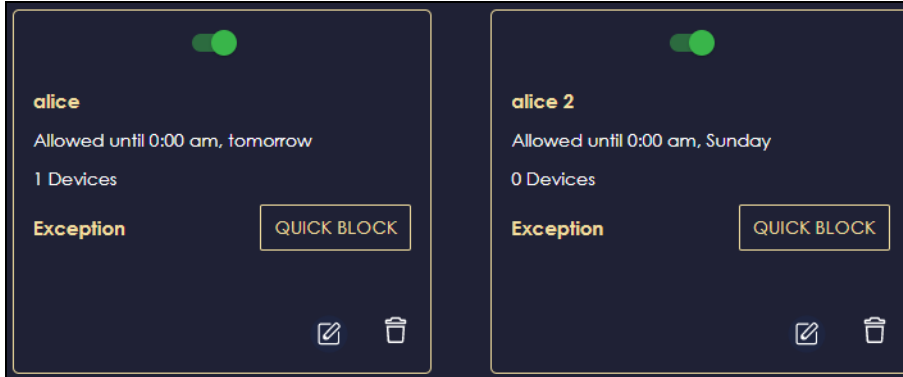 alice
Allowed until 0:00 am, tomorrow
1 Devices
Exception
QUICK BLOCK
alice 2
Allowed until 0:00 am, Sunday
0 Devices
Exception
QUICK BLOCK